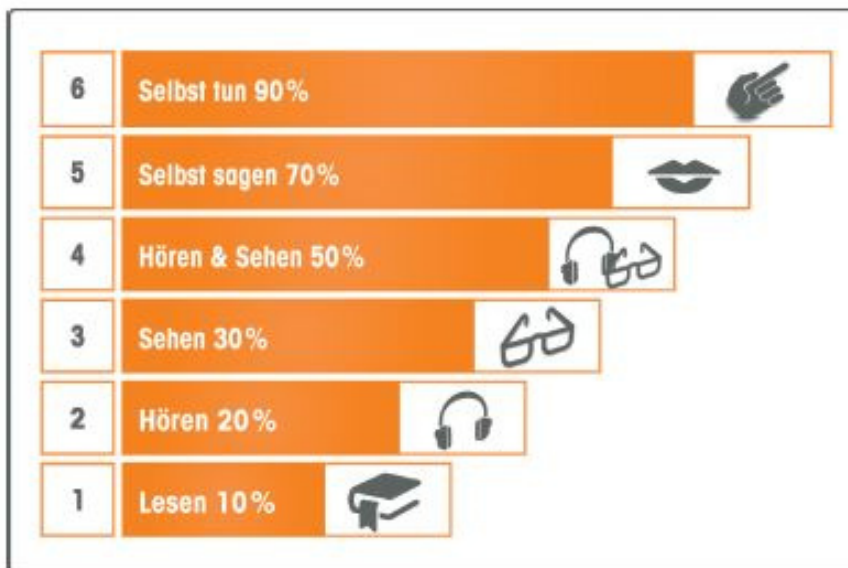 6 Selbst tun 90%
5 Selbst sagen 70%
4 Hören & Sehen 50%
3 Sehen 30%
2 Hören 20%
1 Lesen 10%